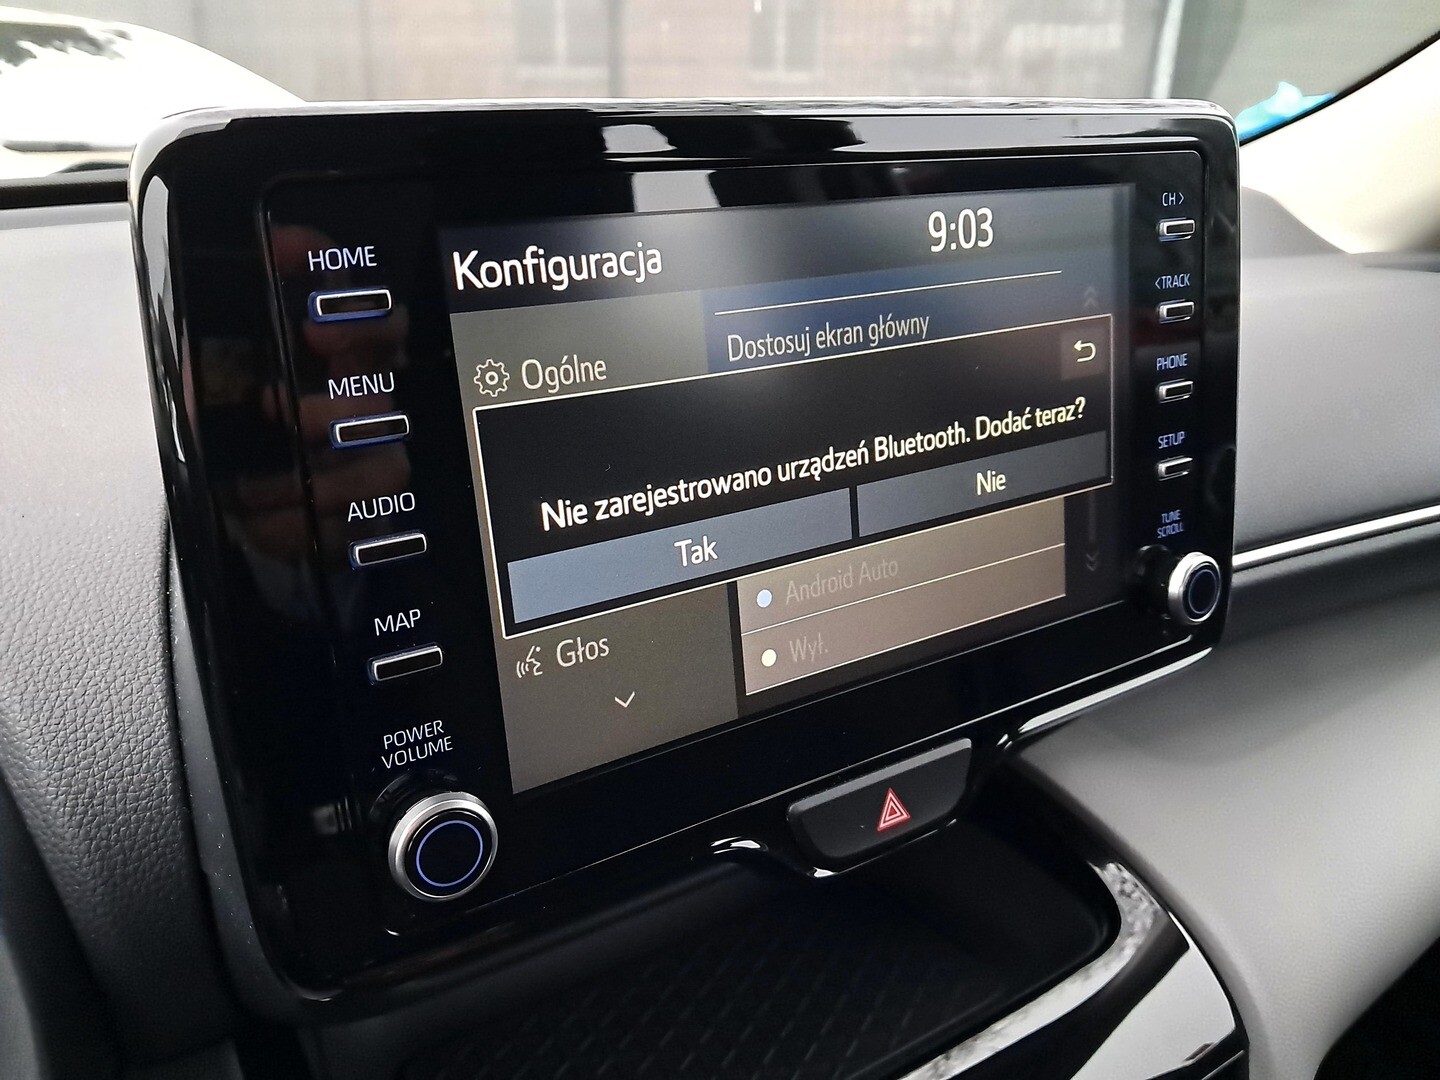 HOME
MENU
AUDIO
MAP
POWER
VOLUME
Konfiguracja
9:03
Dostosuj ekran główny
Ogólne
Nie zarejestrowano urządzeń Bluetooth. Dodać teraz?
Tak
Nie
Android Auto
Głos
Wył.
CH >
< TRACK
PHONE
SETUP
TUNE
SCROLL